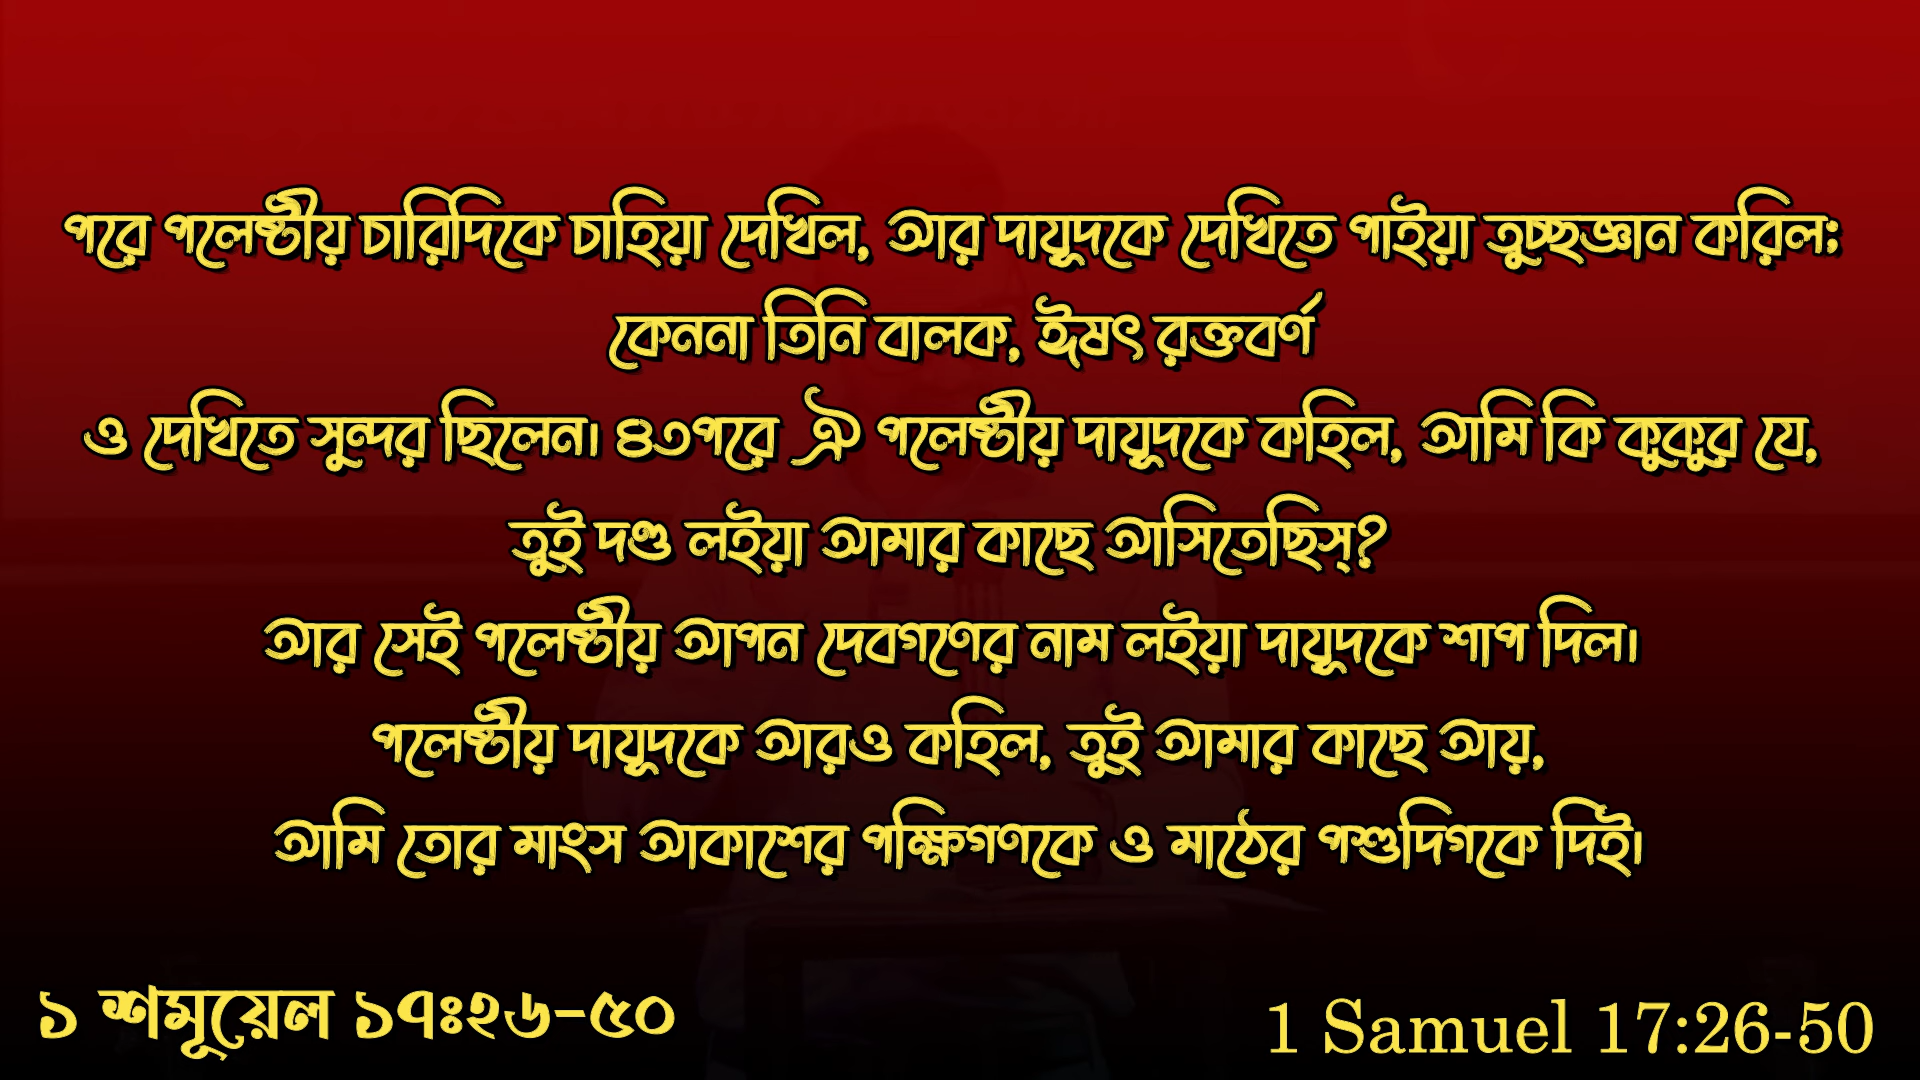 পরে পলেষ্টীয় চারিদিকে চাহিয়া দেখিল, আর দায়ূদকে দেখিতে পাইয়া তুচ্ছজ্ঞান করিল;
কেননা তিনি বালক, ঈষৎ রক্তবর্ণ
ও দেখিতে সুন্দর ছিলেন। ৪৩পরে ঐ পলেষ্টীয় দায়ূদকে কহিল, আমি কি কুকুর যে,
তুই দণ্ড লইয়া আমার কাছে আসিতেছিস্?
আর সেই পলেষ্টীয় আপন দেবগণের নাম লইয়া দায়ূদকে শাপ দিল।
পলেষ্টীয় দায়ূদকে আরও কহিল, তুই আমার কাছে আয়,
আমি তোর মাংস আকাশের পক্ষিগণকে ও মাঠের পশুদিগকে দিই।
১ শমূয়েল ১৭ঃ২৬-৫০
1 Samuel 17:26-50